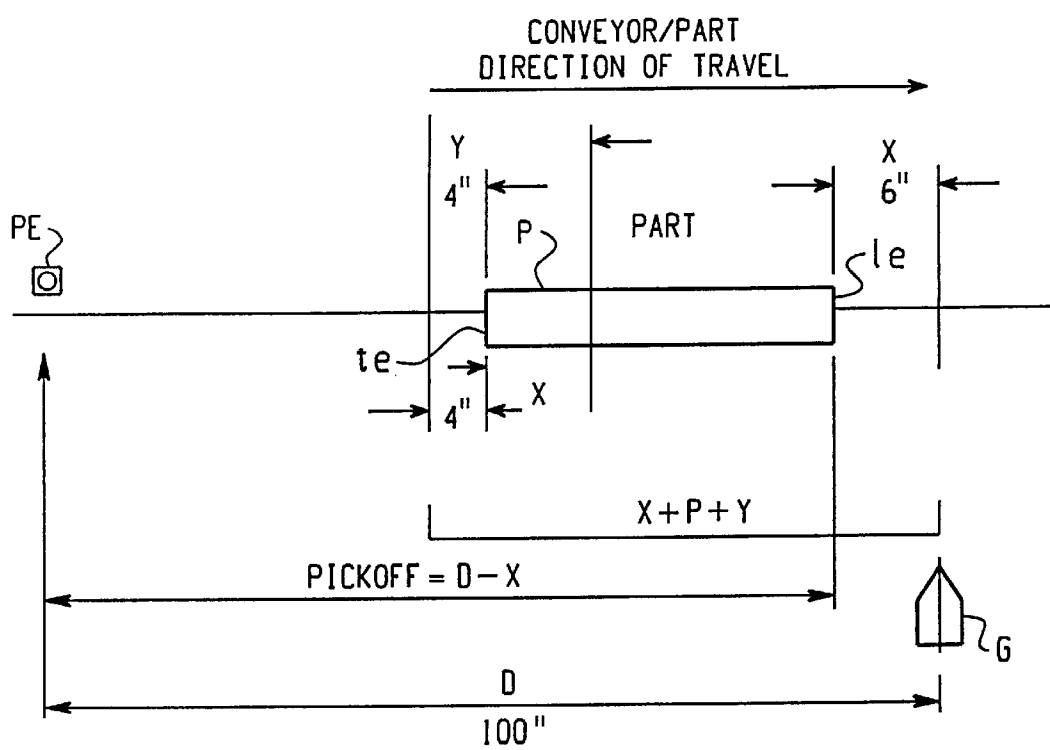 CONVEYOR/PART
DIRECTION OF TRAVEL
Y
4"
X
6"
PE
P
PART
le
te
4"
X
X+P+Y
PICKOFF = D-X
G
D
100"